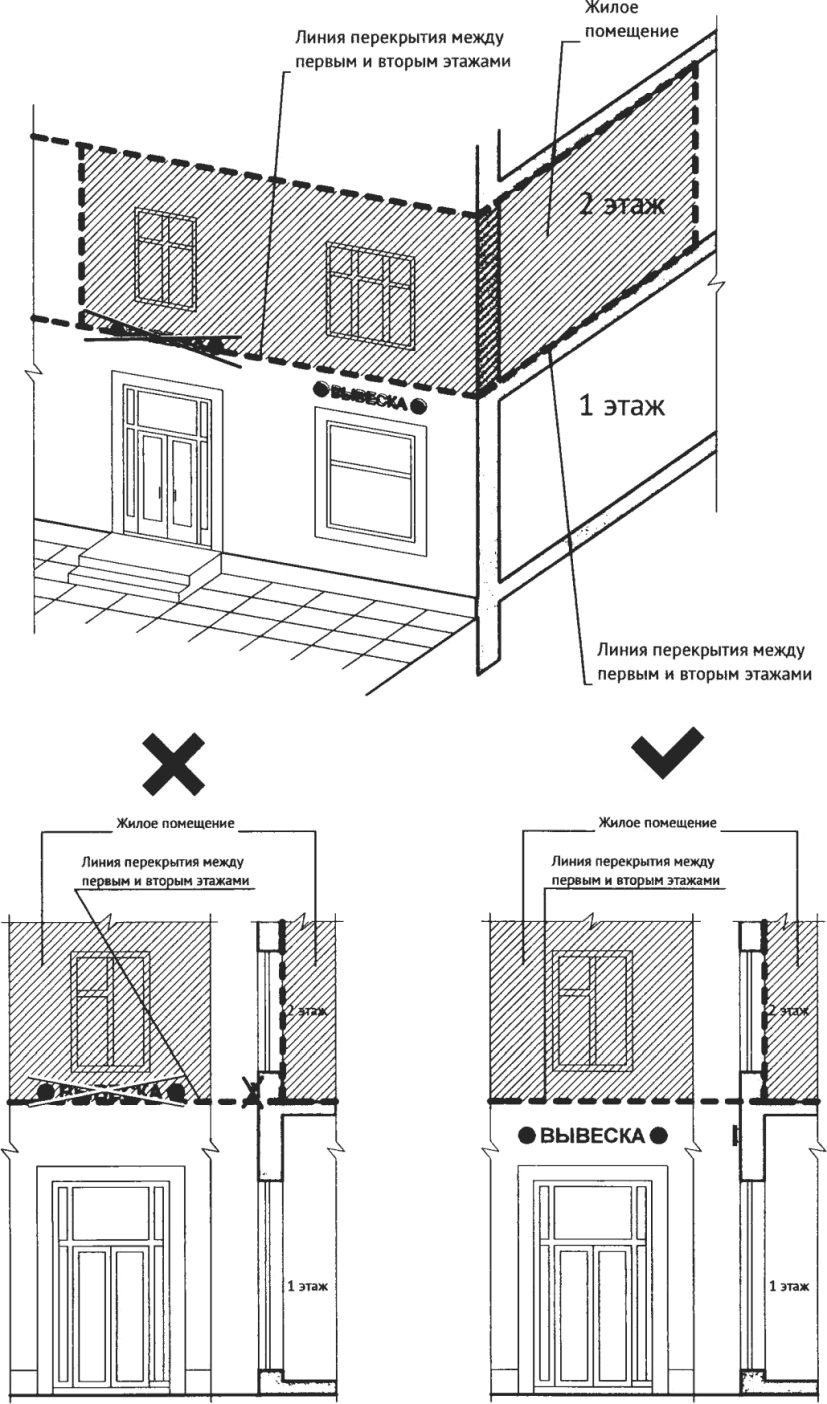 Жилое
помещение
Линия перекрытия между
первым и вторым этажами
2 этаж
ВЫВЕСКА
1 этаж
Линия перекрытия между
первым и вторым этажами
Жилое помещение
Линия перекрытия между
первым и вторым этажами
2 этаж
ВЫВЕСКА
1 этаж
Жилое помещение
Линия перекрытия между
первым и вторым этажами
2 этаж
ВЫВЕСКА
1 этаж